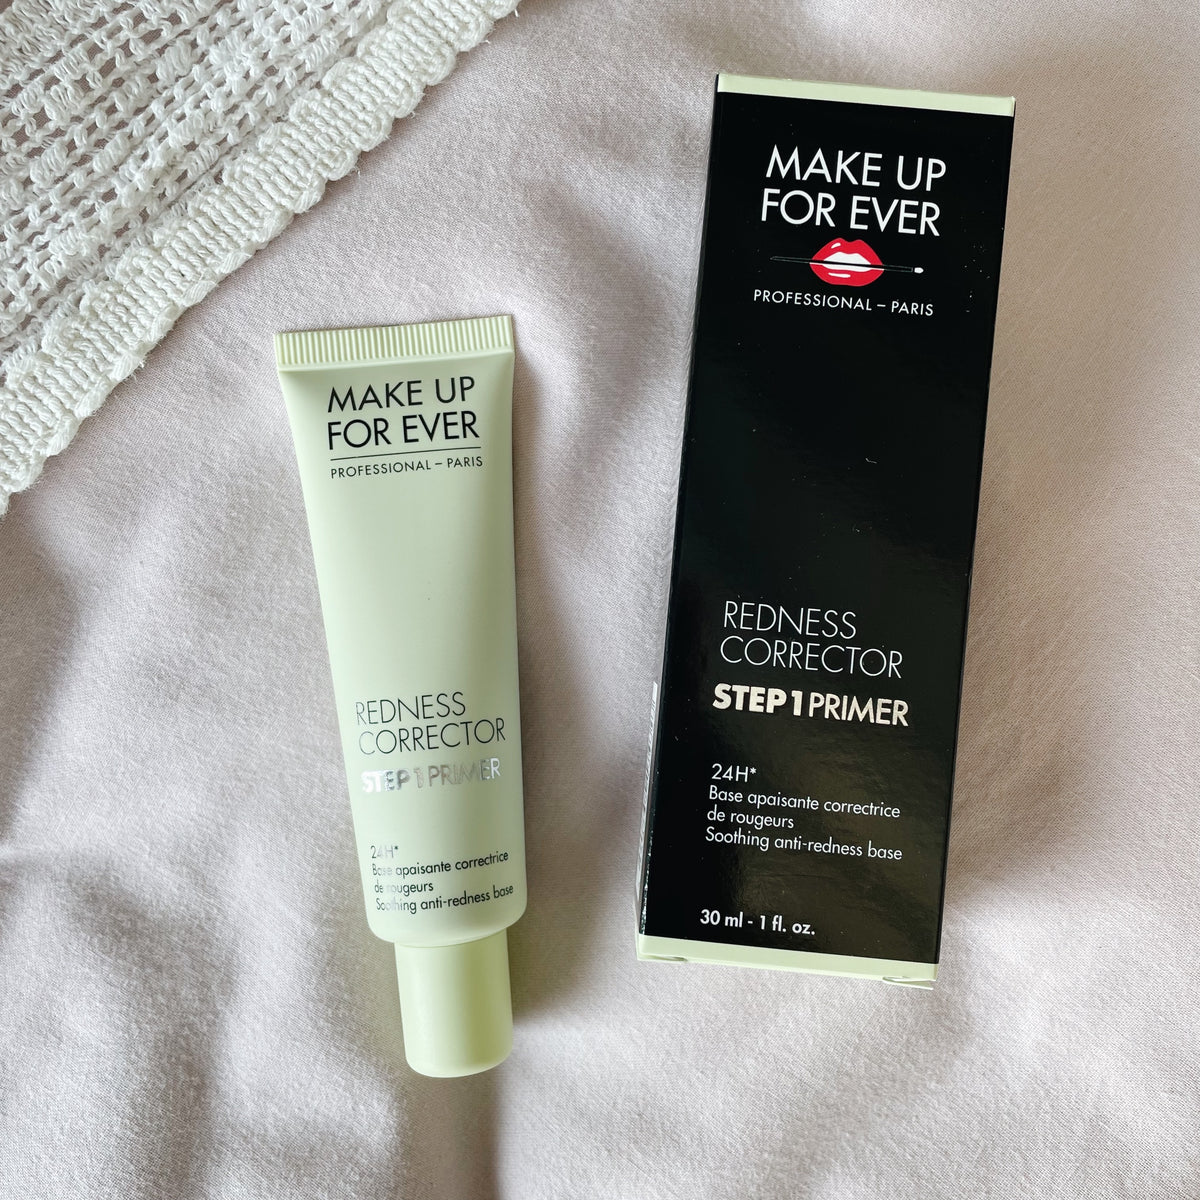 MAKE UP
FOR EVER
PROFESSIONAL – PARIS
REDNESS
CORRECTOR
STEP 1 PRIMER
24H*
Base apaisante correctrice
de rougeurs
Soothing anti-redness base
MAKE UP
FOR EVER
PROFESSIONAL – PARIS
REDNESS
CORRECTOR
STEP 1 PRIMER
24H*
Base apaisante correctrice
de rougeurs
Soothing anti-redness base
30 ml - 1 fl. oz.